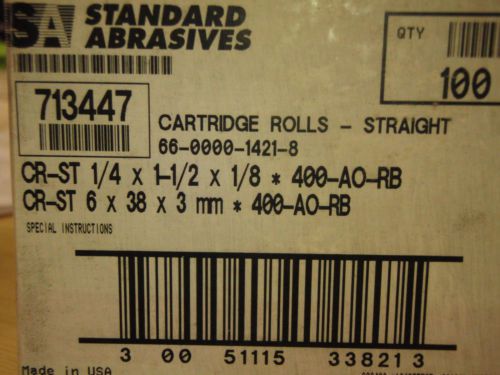 SA STANDARD
ABRASIVES
QTY
100
713447
CARTRIDGE ROLLS - STRAIGHT
66-0000-1421-8
CR-ST 1/4 x 1-1/2 x 1/8 * 400-AO-RB
CR-ST 6 x 38 x 3 mm * 400-AO-RB
SPECIAL INSTRUCTIONS
3 00 51115 33821 3
Made in USA